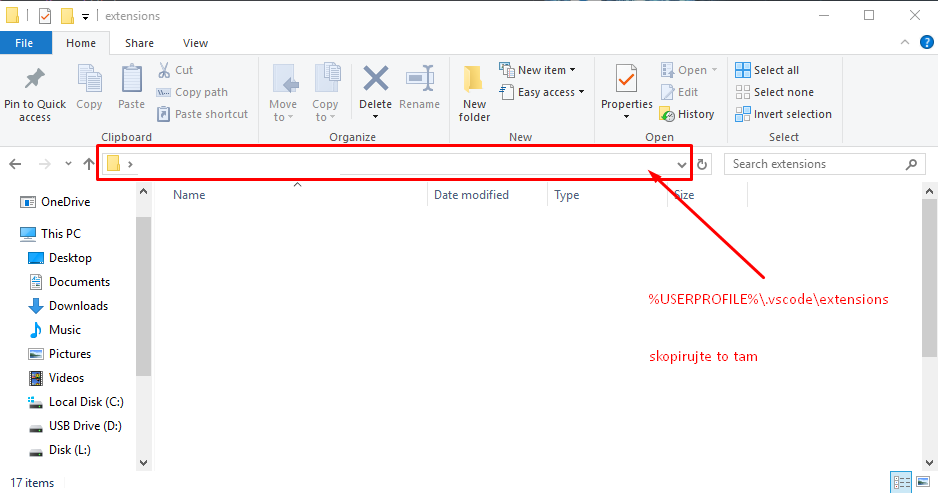 extensions
File
Home
Share
View
Pin to Quick
access
Copy
Paste
Cut
Copy path
Paste shortcut
Clipboard
Move
to
Copy
to
Delete
Rename
Organize
New
folder
New item
Easy access
New
Properties
Open
Edit
History
Open
Select all
Select none
Invert selection
Select
Search extensions
Name
Date modified
Type
Size
OneDrive
This PC
Desktop
Documents
Downloads
Music
Pictures
Videos
Local Disk (C:)
USB Drive (D:)
Disk (L:)
%USERPROFILE%\.vscode\extensions
skopirujte to tam
17 items